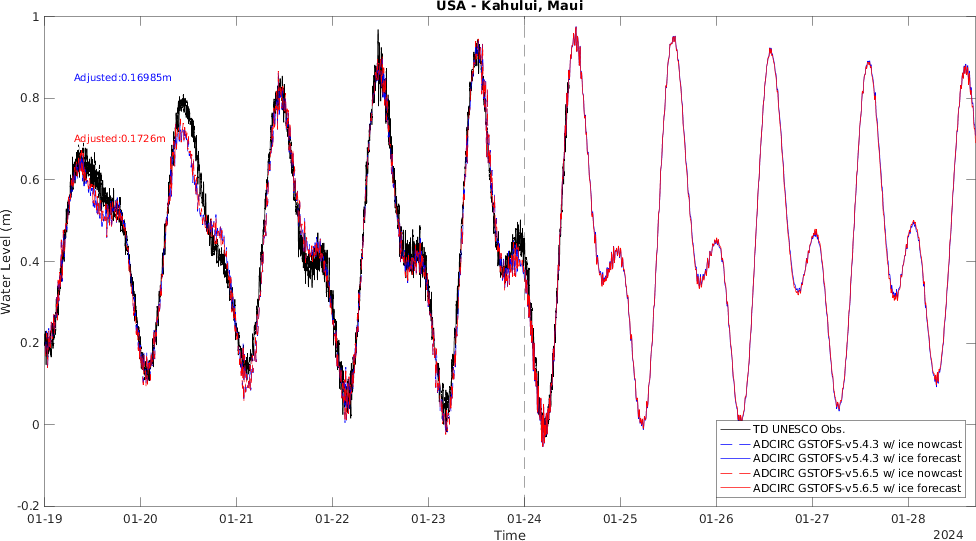 USA - Kahului, Maui
1
0.8
0.6
0.4
0.2
0
-0.2
Water Level (m)
Adjusted:0.16985m
Adjusted:0.1726m
TD UNESCO Obs.
ADCIRC GSTOFS-v5.4.3 w/ ice nowcast
ADCIRC GSTOFS-v5.4.3 w/ ice forecast
ADCIRC GSTOFS-v5.6.5 w/ ice nowcast
ADCIRC GSTOFS-v5.6.5 w/ ice forecast
01-19 01-20 01-21 01-22 01-23 01-24 01-25 01-26 01-27 01-28
Time
2024